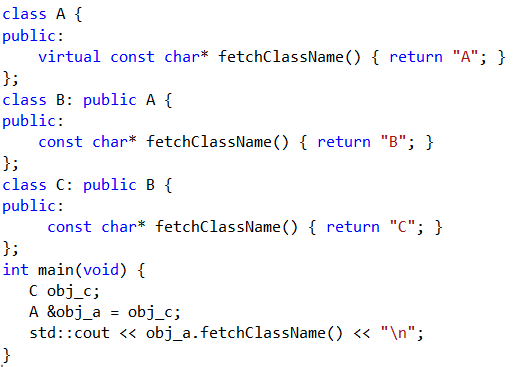 class A {
public:
    virtual const char* fetchClassName() { return "A"; }
};
class B: public A {
public:
    const char* fetchClassName() { return "B"; }
};
class C: public B {
public:
     const char* fetchClassName() { return "C"; }
};
int main(void) {
   C obj_c;
   A &obj_a = obj_c;
   std::cout << obj_a.fetchClassName() << "\n";
}